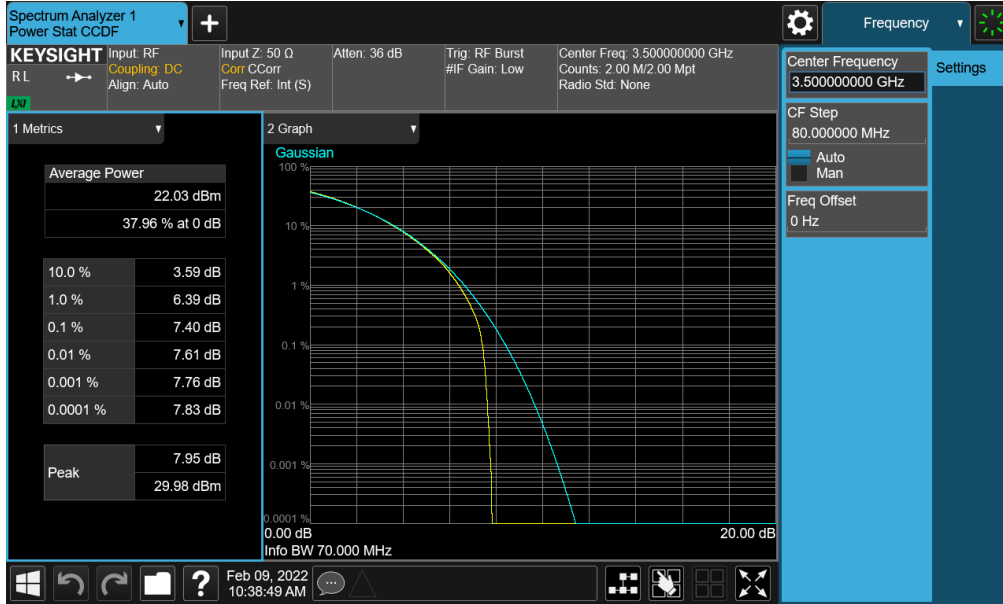 Spectrum Analyzer 1
Power Stat CCDF
Frequency
KEYSIGHT
R L
LXI
Input: RF
Coupling: DC
Align: Auto
Input Z: 50 Ω
Corr CCorr
Freq Ref: Int (S)
Atten: 36 dB
Trig: RF Burst
#IF Gain: Low
Center Freq: 3.500000000 GHz
Counts: 2.00 M/2.00 Mpt
Radio Std: None
Center Frequency
3.500000000 GHz
Settings
CF Step
80.000000 MHz
Auto
Man
Freq Offset
0 Hz
1 Metrics
Average Power
22.03 dBm
37.96 % at 0 dB
10.0 % 3.59 dB
1.0 % 6.39 dB
0.1 % 7.40 dB
0.01 % 7.61 dB
0.001 % 7.76 dB
0.0001 % 7.83 dB
Peak
7.95 dB
29.98 dBm
2 Graph
Gaussian
100 %
10 %
1 %
0.1 %
0.01 %
0.001 %
0.0001 %
0.00 dB 20.00 dB
Info BW 70.000 MHz
?
Feb 09, 2022
10:38:49 AM